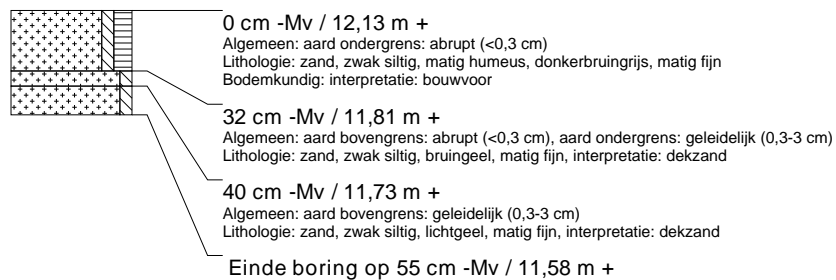 0 cm -Mv / 12,13 m +
Algemeen: aard ondergrens: abrupt (<0,3 cm)
Lithologie: zand, zwak siltig, matig humeus, donkerbruingrijs, matig fijn
Bodemkundig: interpretatie: bouwvoor
32 cm -Mv / 11,81 m +
Algemeen: aard bovengrens: abrupt (<0,3 cm), aard ondergrens: geleidelijk (0,3-3 cm)
Lithologie: zand, zwak siltig, bruingeel, matig fijn, interpretatie: dekzand
40 cm -Mv / 11,73 m +
Algemeen: aard bovengrens: geleidelijk (0,3-3 cm)
Lithologie: zand, zwak siltig, lichtgeel, matig fijn, interpretatie: dekzand
Einde boring op 55 cm -Mv / 11,58 m +